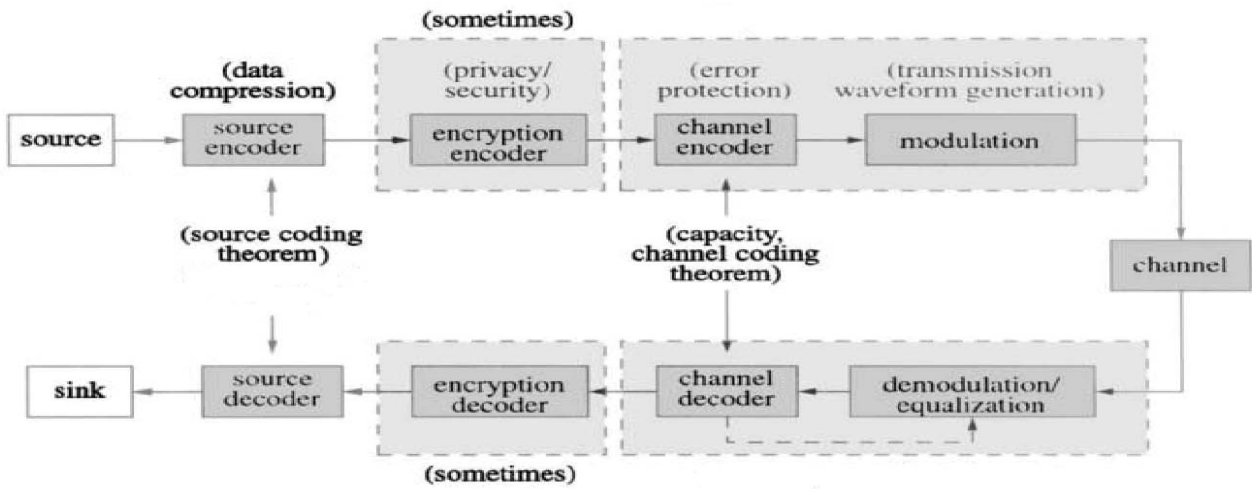 (sometimes)
(data
compression)
(privacy/
security)
(error
protection)
(transmission
waveform generation)
source
source
encoder
encryption
encoder
channel
encoder
modulation
(source coding
theorem)
(capacity,
channel coding
theorem)
channel
sink
source
decoder
encryption
decoder
channel
decoder
demodulation/
equalization
(sometimes)